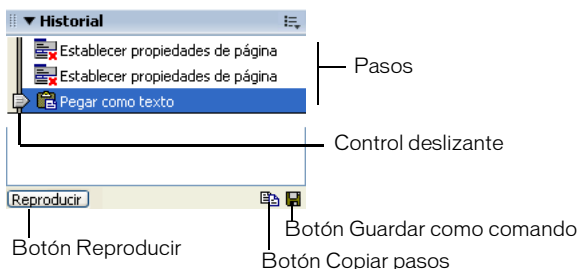 Historial
Establecer propiedades de página
Establecer propiedades de página
Pegar como texto
Pasos
Control deslizante
Reproducir
Botón Guardar como comando
Botón Reproducir
Botón Copiar pasos